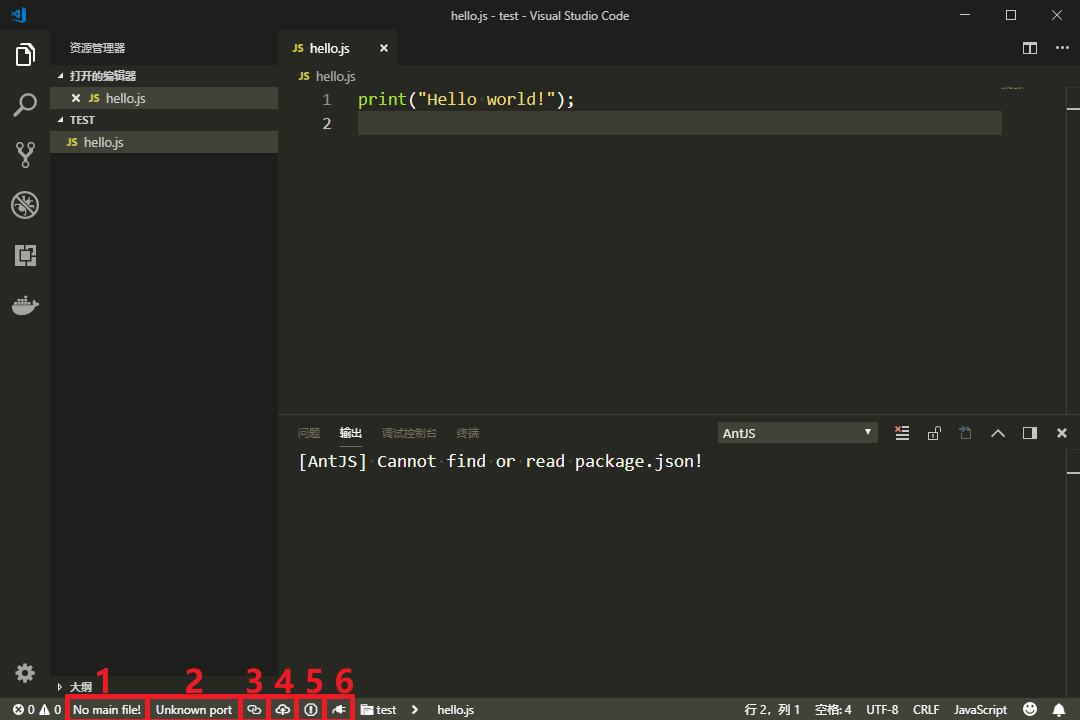 hello.js - test - Visual Studio Code
资源管理器
打开的编辑器
JS hello.js
TEST
JS hello.js
大纲
JS hello.js
JS hello.js
1 print("Hello world!");
2
问题 输出 调试控制台 终端 AntJS
[AntJS] Cannot find or read package.json!
1 2 3 4 5 6
0 0 No main file! Unknown port test hello.js 行 2，列 1 空格: 4 UTF-8 CRLF JavaScript